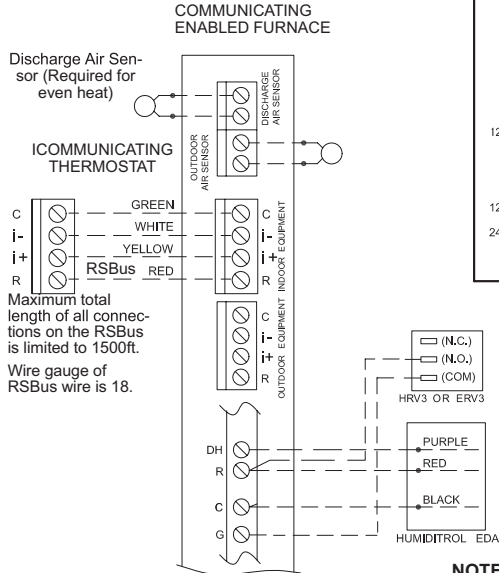 COMMUNICATING
ENABLED FURNACE
Discharge Air Sen-
sor (Required for
even heat)
DISCHARGE
AIR SENSOR
OUTDOOR
AIR SENSOR
ICOMMUNICATING
THERMOSTAT
C
i-
i+
R
GREEN
WHITE
YELLOW
RSBus RED
C
i-
i+
R
INDOOR EQUIPMENT
Maximum total
length of all connec-
tions on the RSBus
is limited to 1500ft.
Wire gauge of
RSBus wire is 18.
C
i-
i+
R
OUTDOOR EQUIPMENT
12
12
24
(N.C.)
(N.O.)
(COM)
HRV3 OR ERV3
DH
R
C
G
PURPLE
RED
BLACK
HUMIDITROL EDA
NOTE